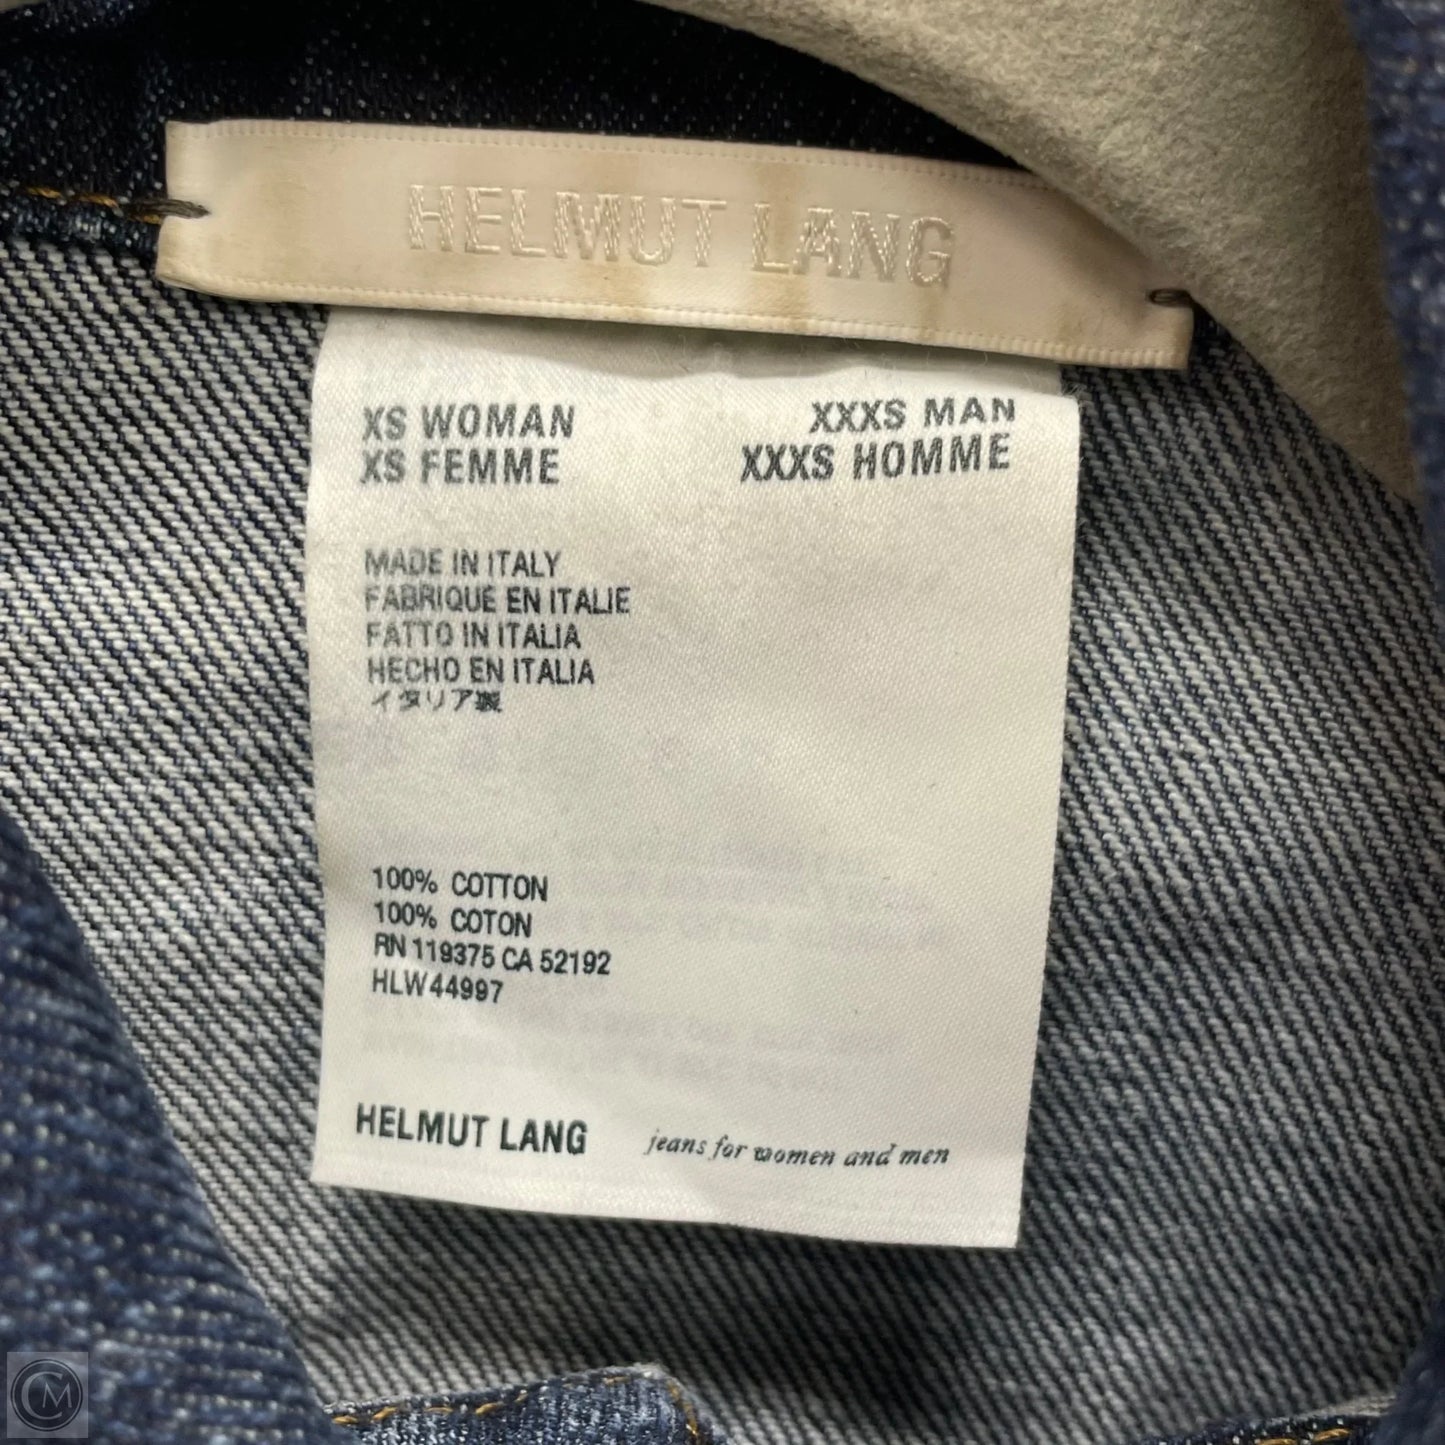 HELMUT LANG
XS WOMAN
XS FEMME
XXXS MAN
XXXS HOMME
MADE IN ITALY
FABRIQUE EN ITALIE
FATTO IN ITALIA
HECHO EN ITALIA
イタリア製
100% COTTON
100% COTON
RN 119375 CA 52192
HLW44997
HELMUT LANG jeans for women and men
CM